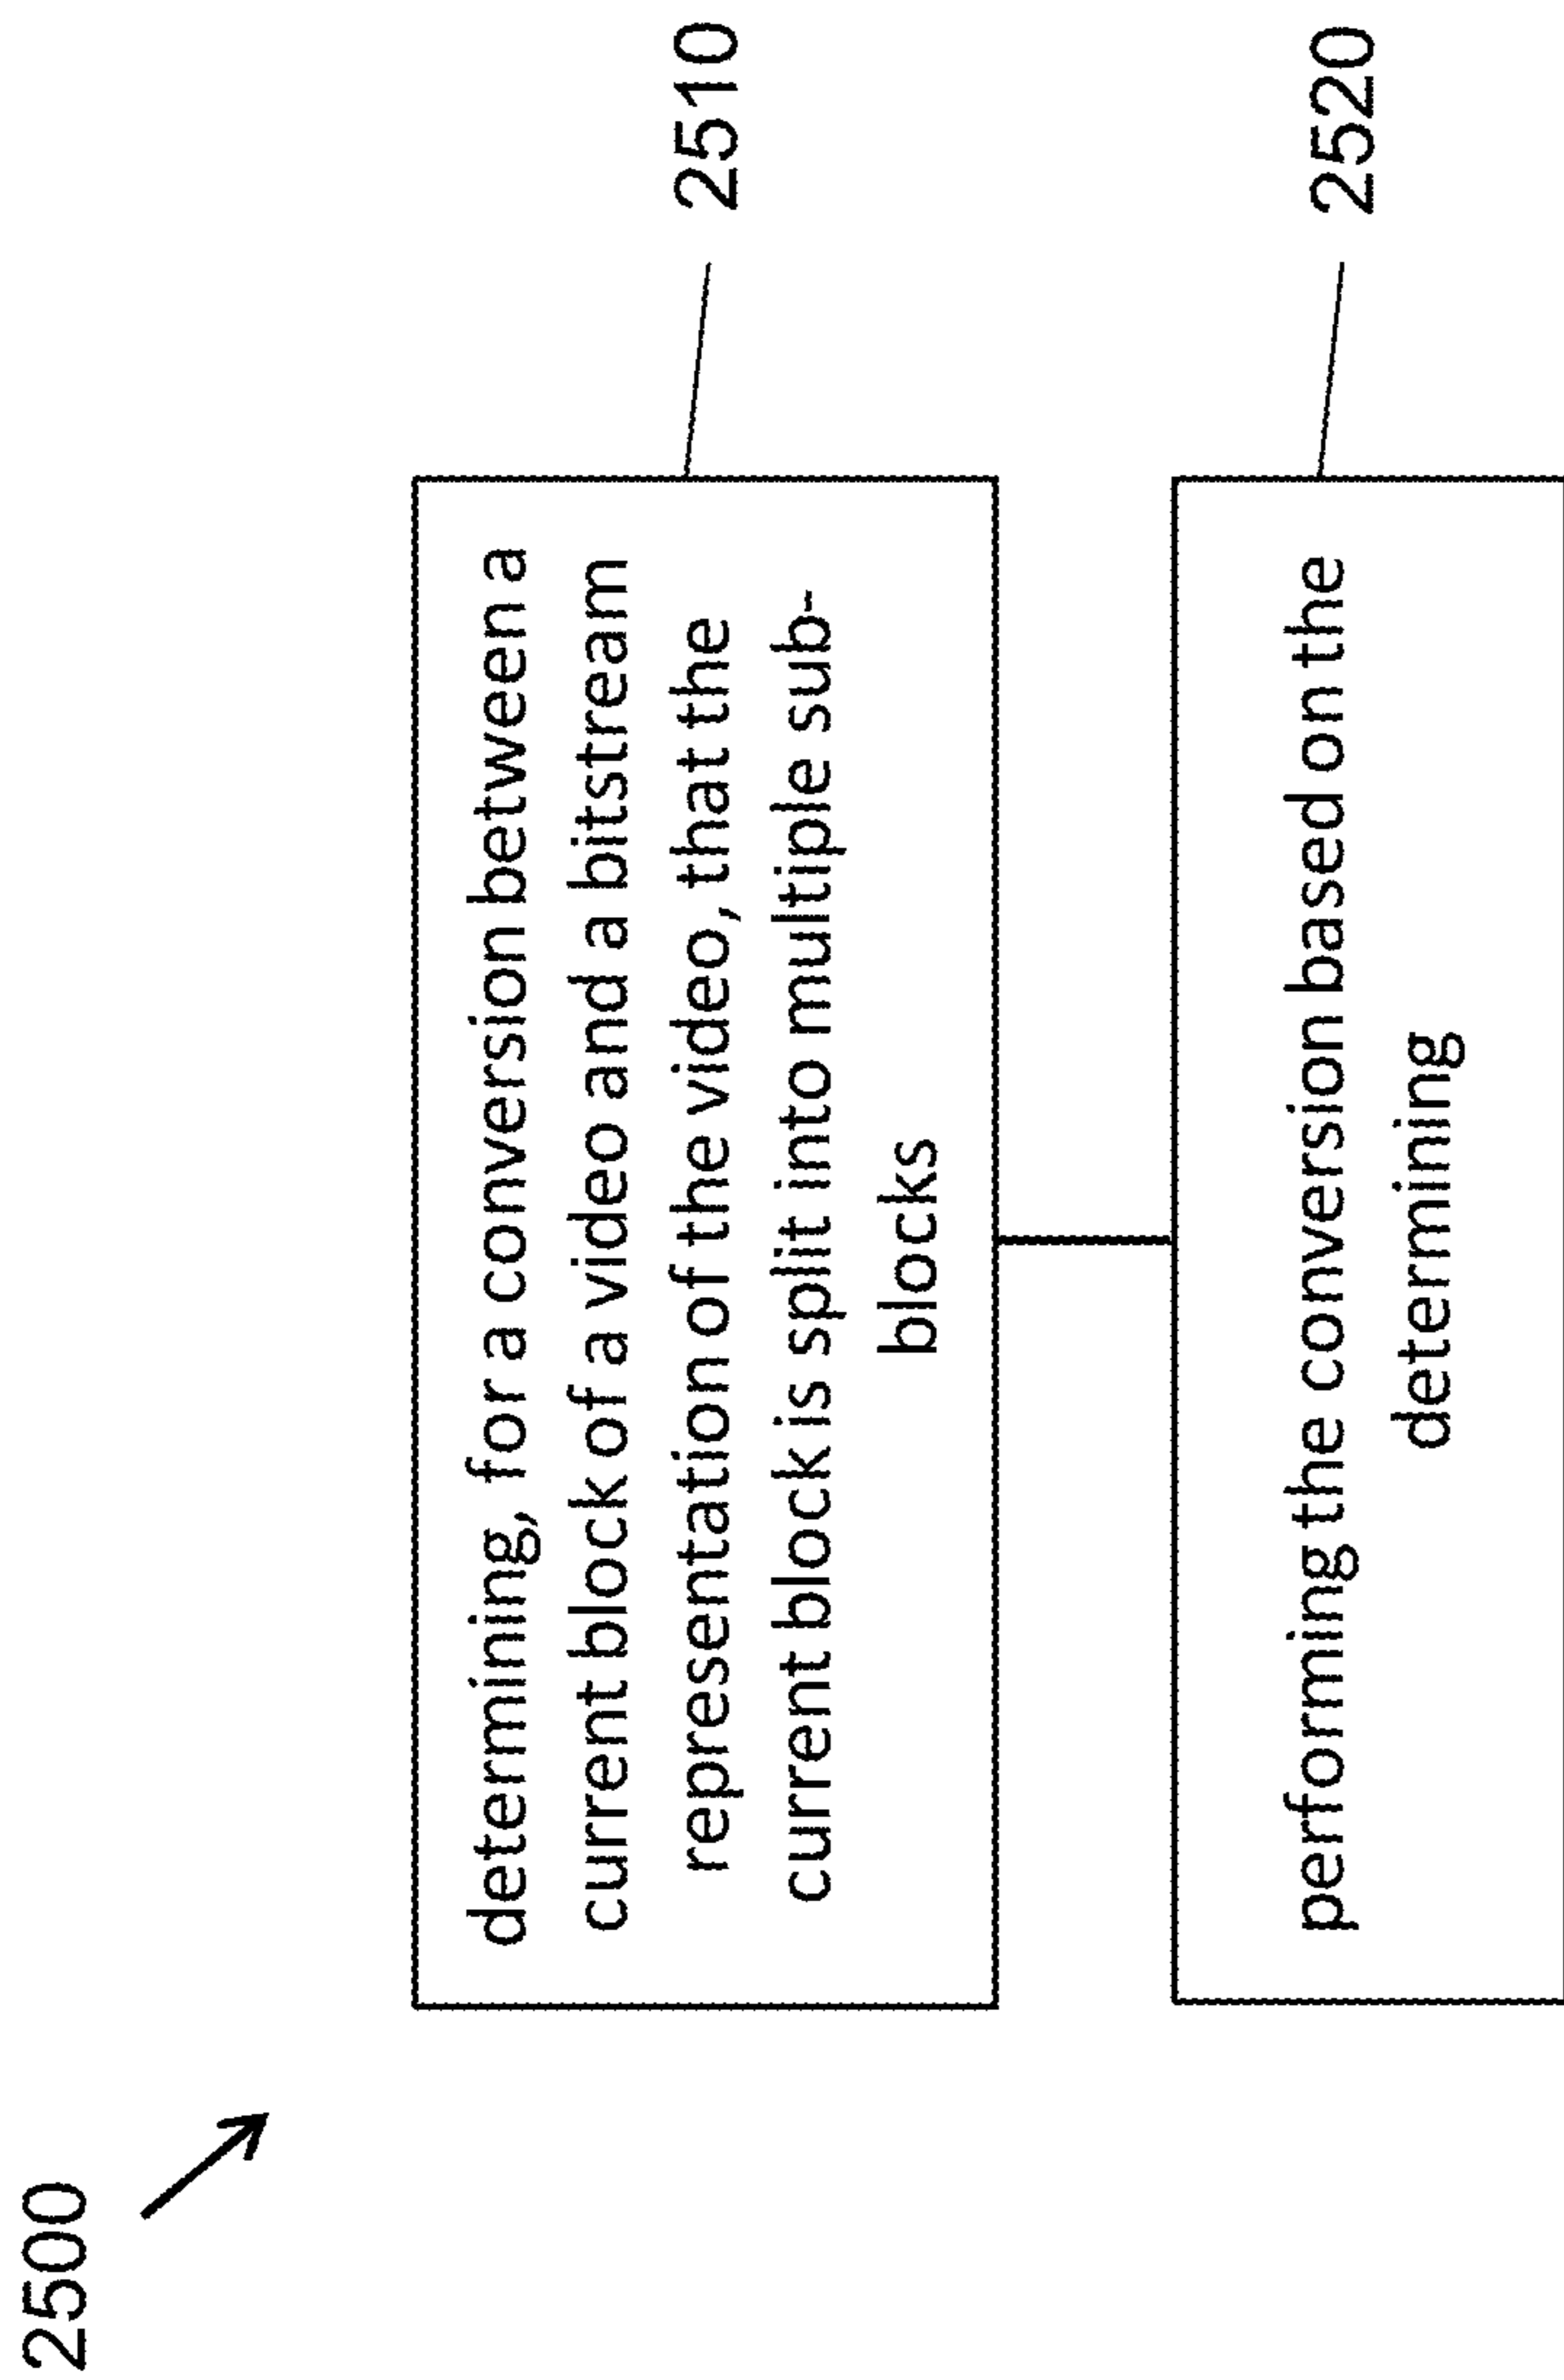 2500
determining, for a conversion between a
current block of a video and a bitstream
representation of the video, that the
current block is split into multiple sub-
blocks
2510
performing the conversion based on the
determining
2520